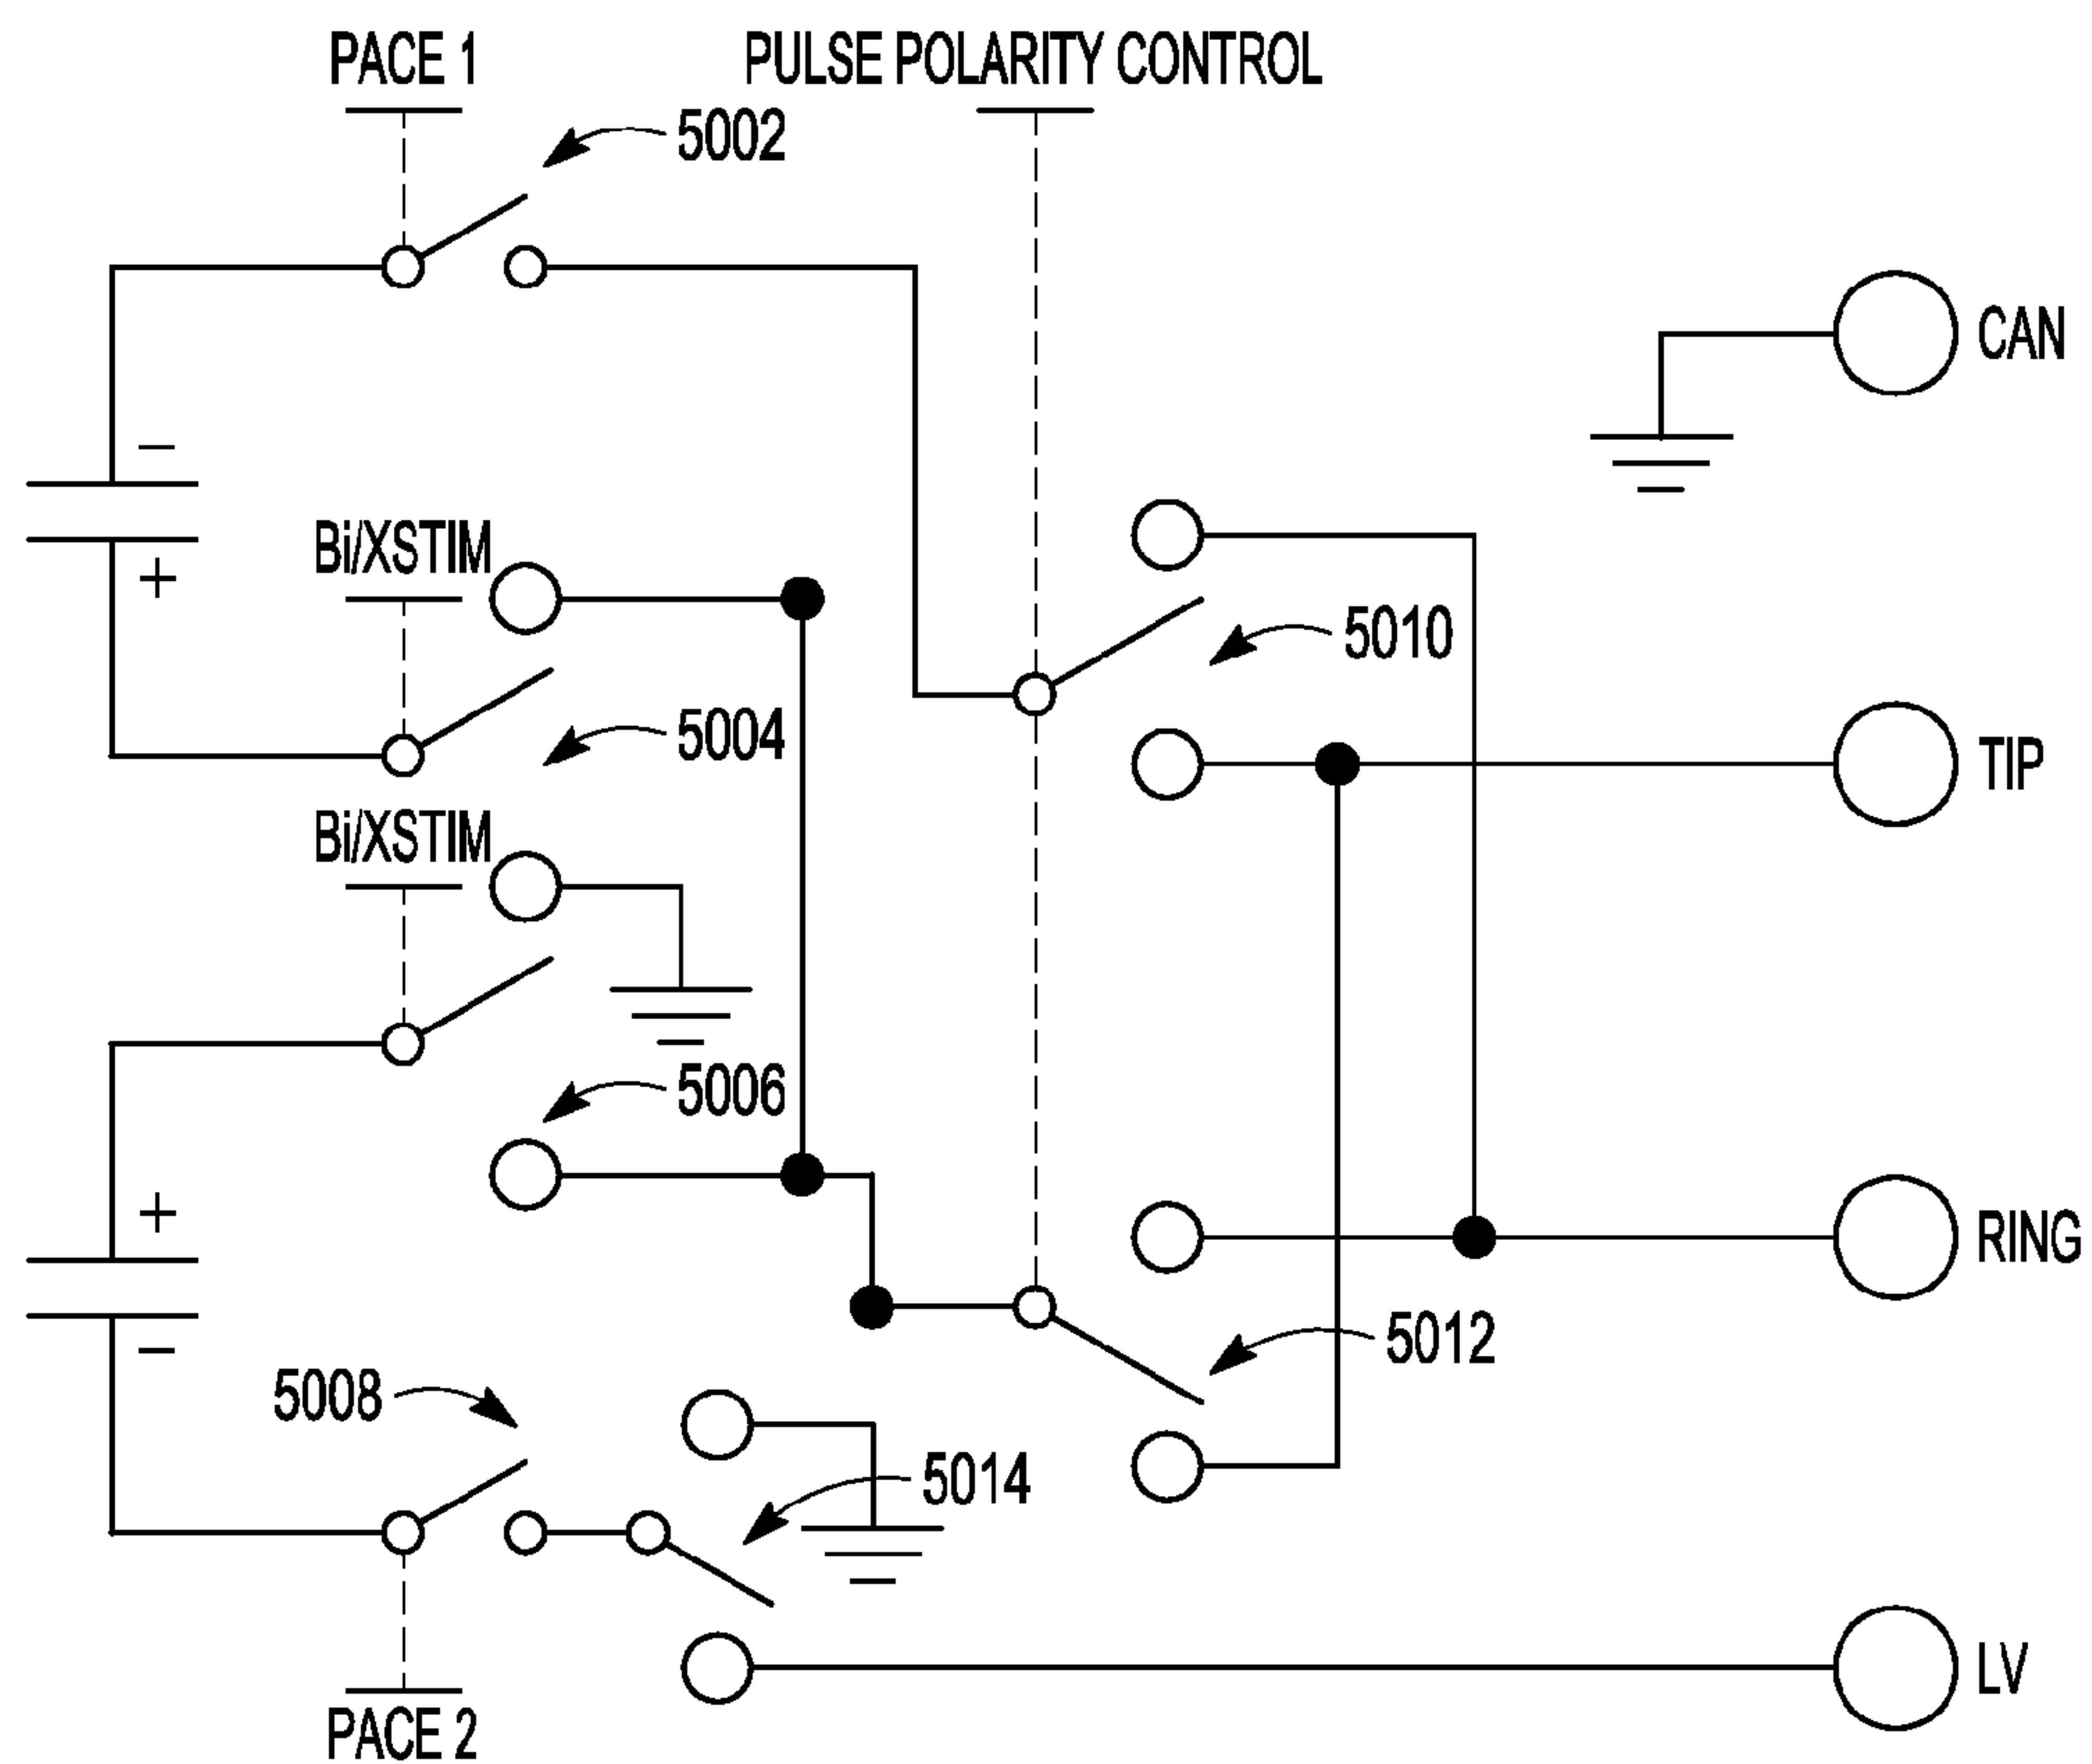 PACE 1
PULSE POLARITY CONTROL
5002
CAN
−
+
Bi/XSTIM
5010
5004
TIP
Bi/XSTIM
5006
+
−
RING
5012
5008
5014
LV
PACE 2